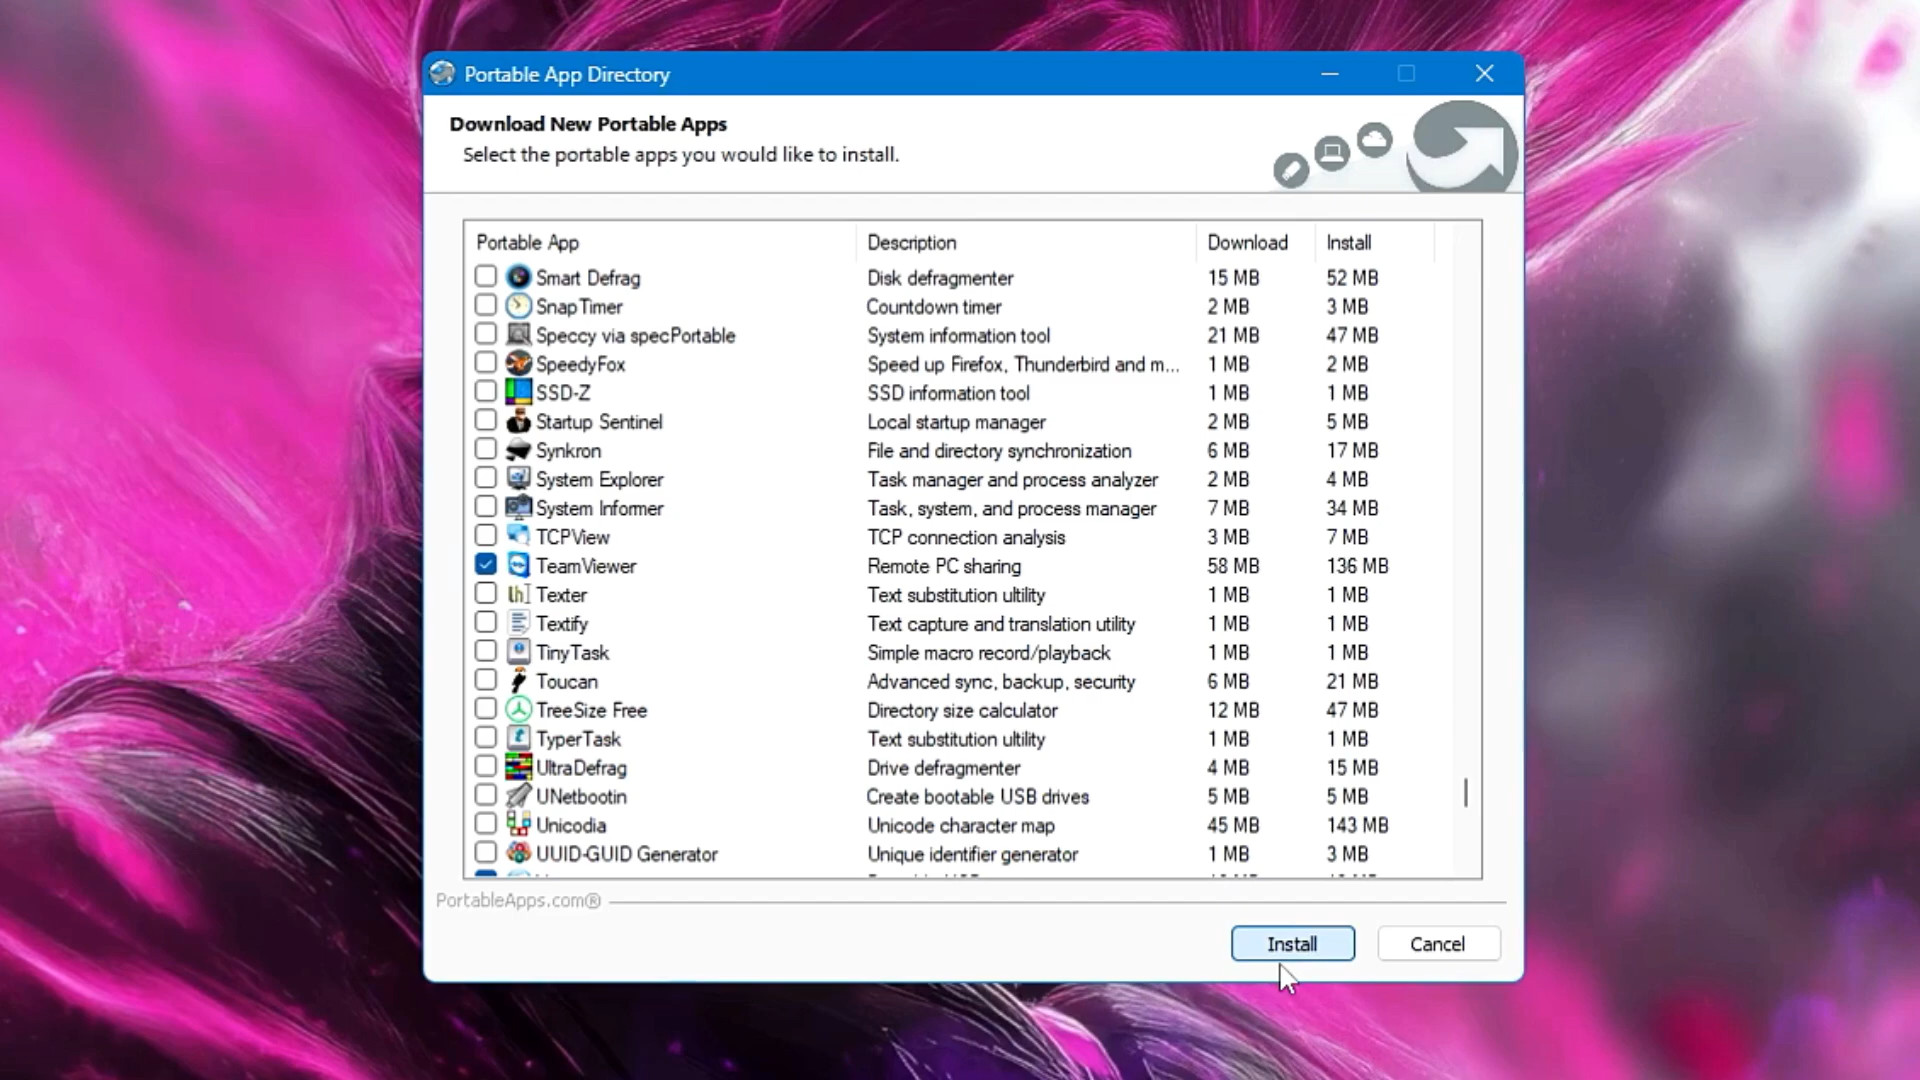 Portable App Directory
Download New Portable Apps
Select the portable apps you would like to install.
Portable App Description Download Install
Smart Defrag Disk defragmenter 15 MB 52 MB
SnapTimer Countdown timer 2 MB 3 MB
Speccy via specPortable System information tool 21 MB 47 MB
SpeedyFox Speed up Firefox, Thunderbird and m... 1 MB 2 MB
SSD-Z SSD information tool 1 MB 1 MB
Startup Sentinel Local startup manager 2 MB 5 MB
Synkron File and directory synchronization 6 MB 17 MB
System Explorer Task manager and process analyzer 2 MB 4 MB
System Informer Task, system, and process manager 7 MB 34 MB
TCPView TCP connection analysis 3 MB 7 MB
TeamViewer Remote PC sharing 58 MB 136 MB
Texter Text substitution ultility 1 MB 1 MB
Textify Text capture and translation utility 1 MB 1 MB
TinyTask Simple macro record/playback 1 MB 1 MB
Toucan Advanced sync, backup, security 6 MB 21 MB
TreeSize Free Directory size calculator 12 MB 47 MB
TyperTask Text substitution ultility 1 MB 1 MB
UltraDefrag Drive defragmenter 4 MB 15 MB
UNetbootin Create bootable USB drives 5 MB 5 MB
Unicodia Unicode character map 45 MB 143 MB
UUID-GUID Generator Unique identifier generator 1 MB 3 MB
PortableApps.com®
Install Cancel